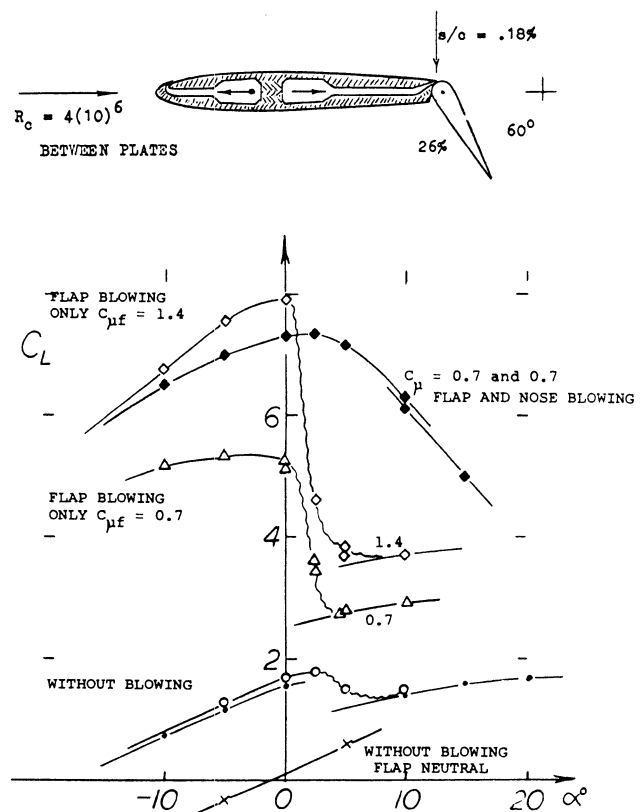 s/c = .18%
R_c = 4(10)^6
BETWEEN PLATES
26%
60°
FLAP BLOWING
ONLY C_μf = 1.4
C_L
C_μ = 0.7 and 0.7
FLAP AND NOSE BLOWING
6
FLAP BLOWING
ONLY C_μf = 0.7
4
1.4
0.7
2
WITHOUT BLOWING
WITHOUT BLOWING
FLAP NEUTRAL
-10
0
10
20
α°